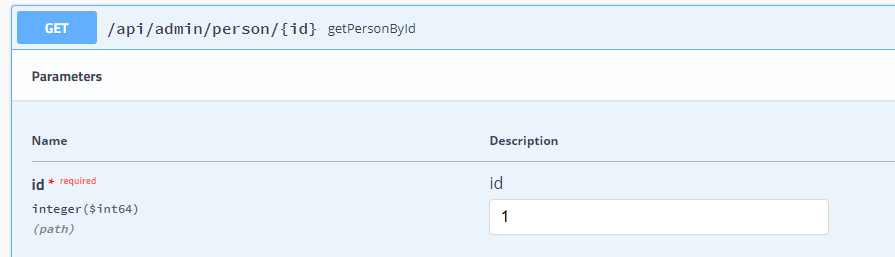 GET /api/admin/person/{id} getPersonById
Parameters
Name Description
id * required id
integer($int64) 1
(path)